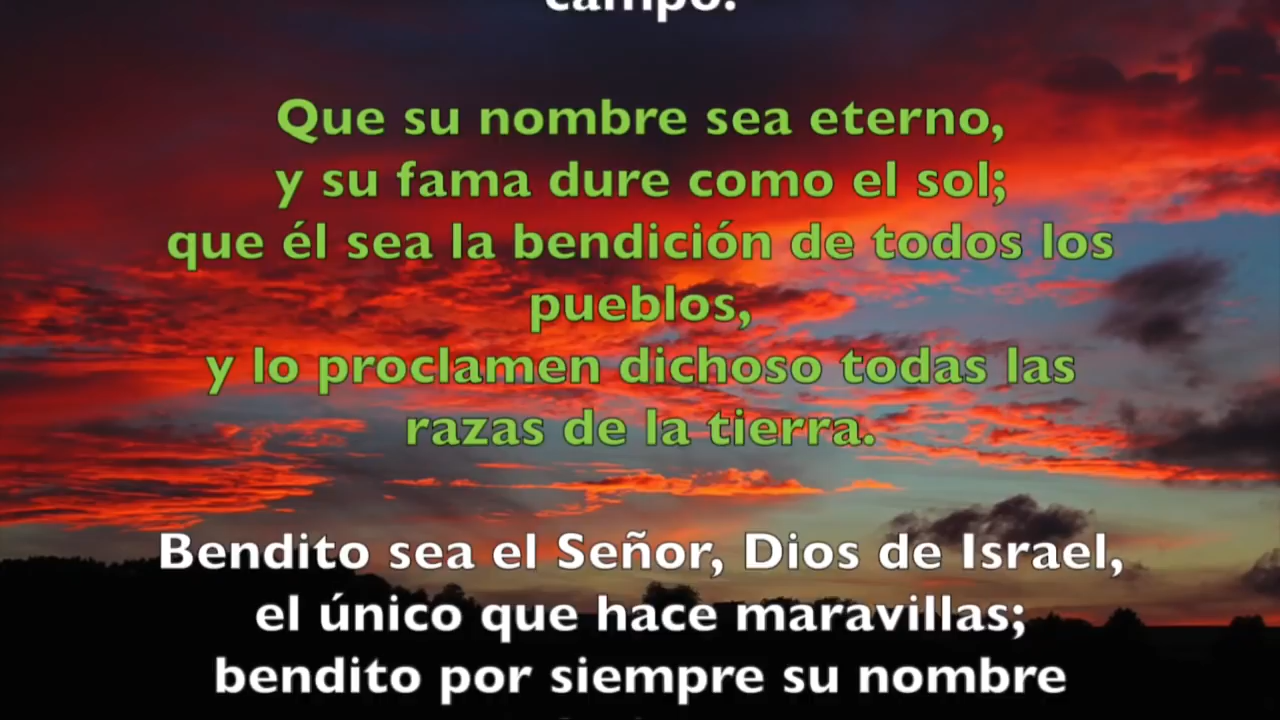 campo.
Que su nombre sea eterno,
y su fama dure como el sol;
que él sea la bendición de todos los
pueblos,
y lo proclamen dichoso todas las
razas de la tierra.
Bendito sea el Señor, Dios de Israel,
el único que hace maravillas;
bendito por siempre su nombre